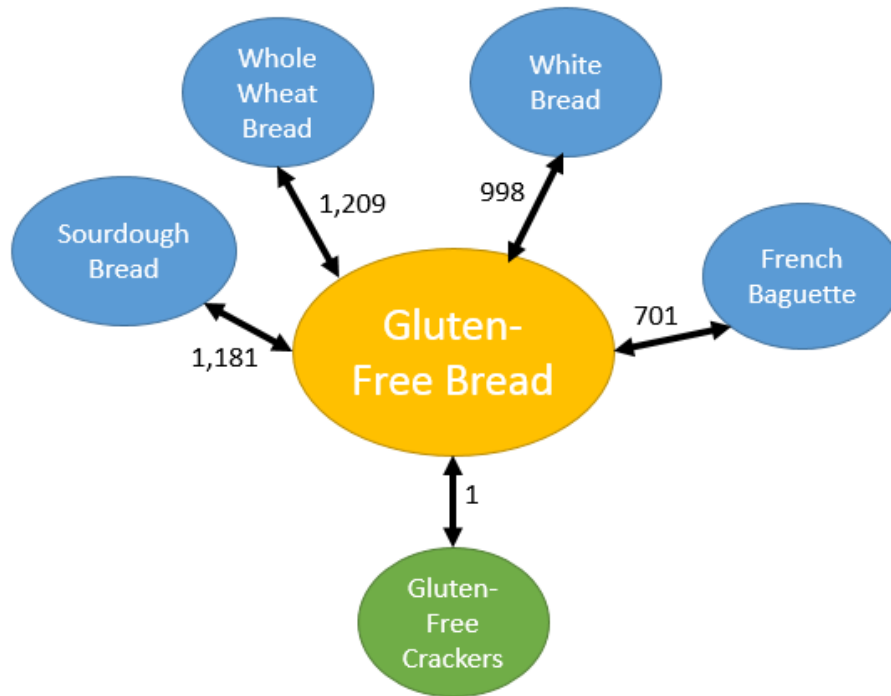 Whole
Wheat
Bread
White
Bread
1,209
998
Sourdough
Bread
French
Baguette
Gluten-
Free Bread
701
1,181
1
Gluten-
Free
Crackers